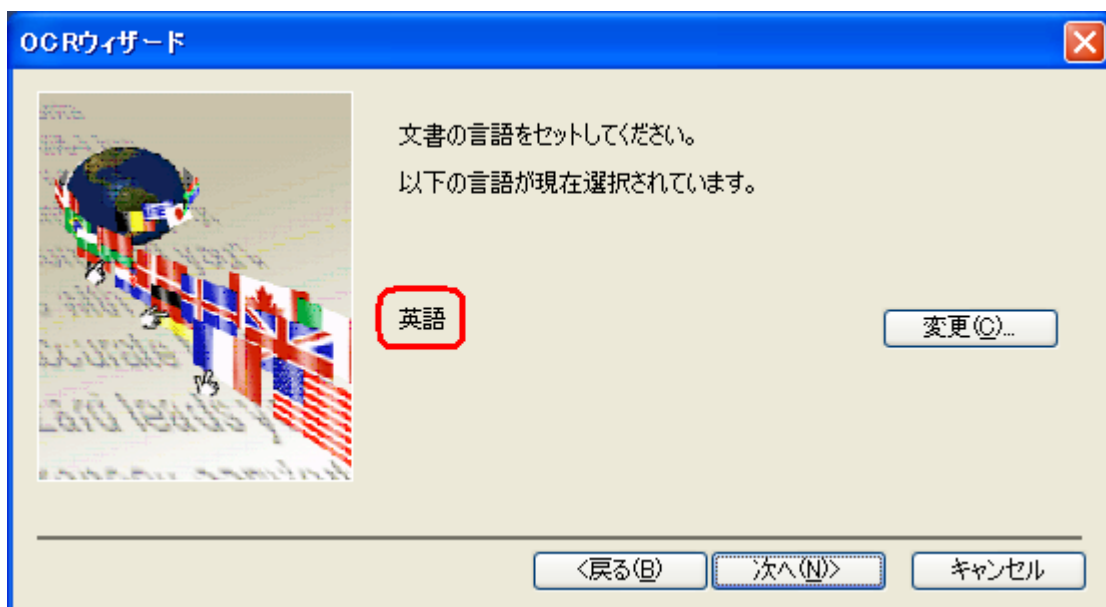 OCRウィザード
文書の言語をセットしてください。
以下の言語が現在選択されています。
英語
変更(C)...
<戻る(B)
次へ(N)>
キャンセル